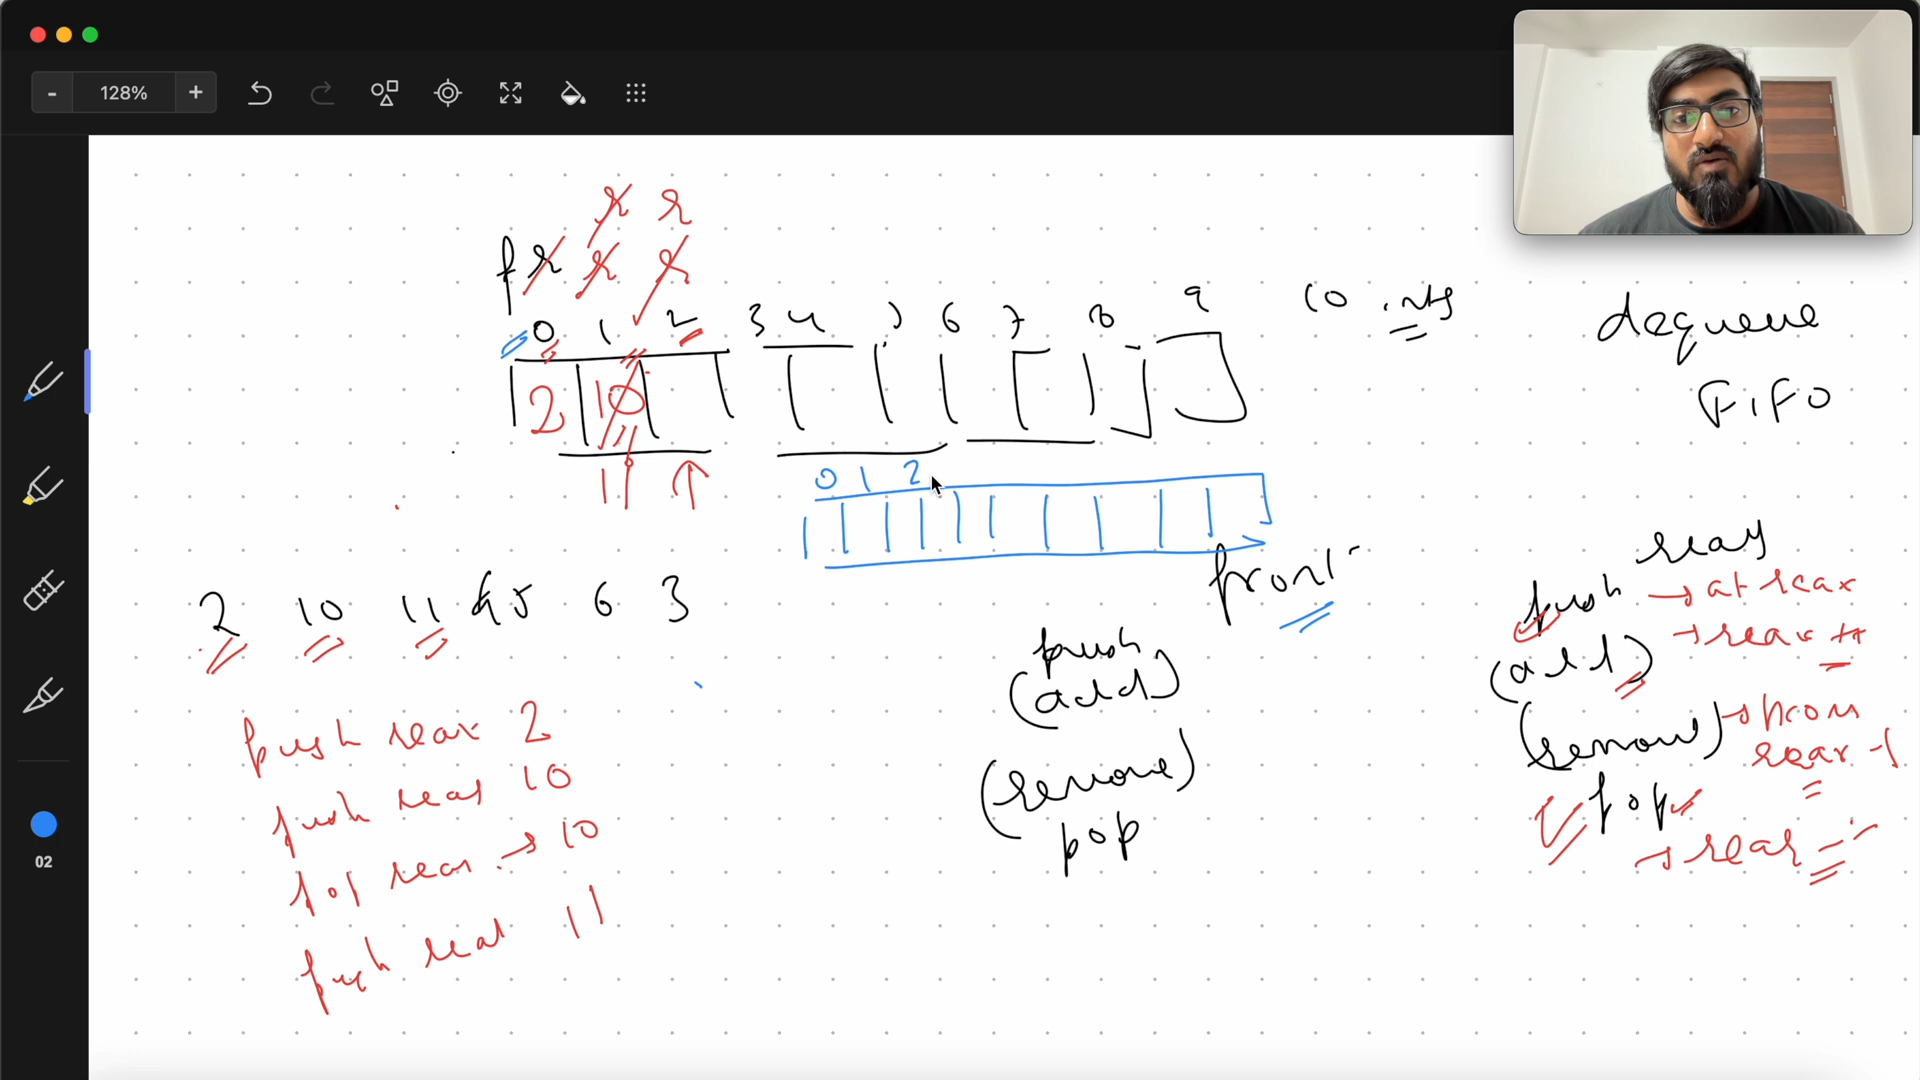 128%
r r
f r r r
0 1 2 3 4 5 6 7 8 9
10 ints
dequeue
FIFO
2 10
11
0 1 2
front
rear
push → at rear
→ rear ++
(add)
(remove) → from
rear -1
pop
→ rear --
push
(add)
(remove)
pop
2 10 11 45 6 3
push rear 2
push rear 10
pop rear → 10
push rear 11
02